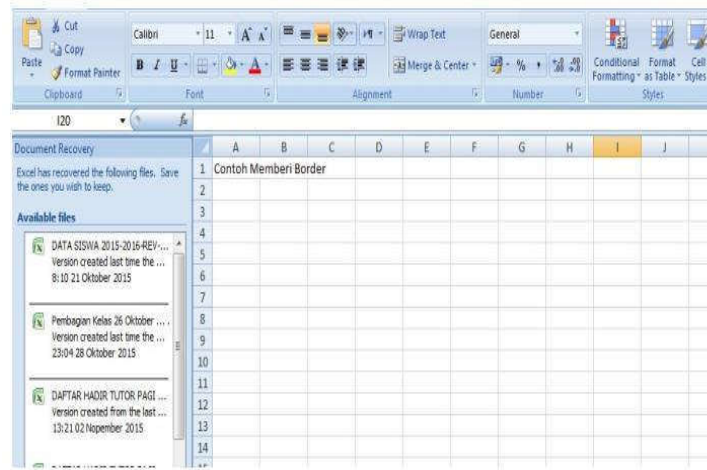 Cut
Copy
Paste
Format Painter
Clipboard
Calibri
11
A A
B I U
A
Font
Wrap Text
Merge & Center
Alignment
General
% ,
Number
Conditional Formatting
Format as Table
Cell Styles
Styles
I20
fx
Document Recovery
Excel has recovered the following files. Save
the ones you wish to keep.
Available files
DATA SISWA 2015-2016-REV-...
Version created last time the ...
8:10 21 Oktober 2015
Pembagian Kelas 26 Oktober ... .
Version created last time the ...
23:04 28 Oktober 2015
DAFTAR HADIR TUTOR PAGI ...
Version created from the last ...
13:21 02 Nopember 2015
A B C D E F G H I J
1 Contoh Memberi Border
2
3
4
5
6
7
8
9
10
11
12
13
14